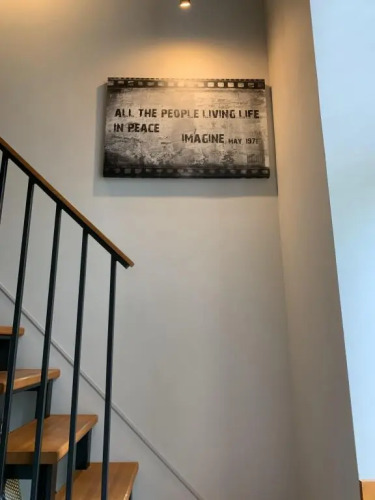 ALL THE PEOPLE LIVING LIFE
IN PEACE
IMAGINE, MAY 1971